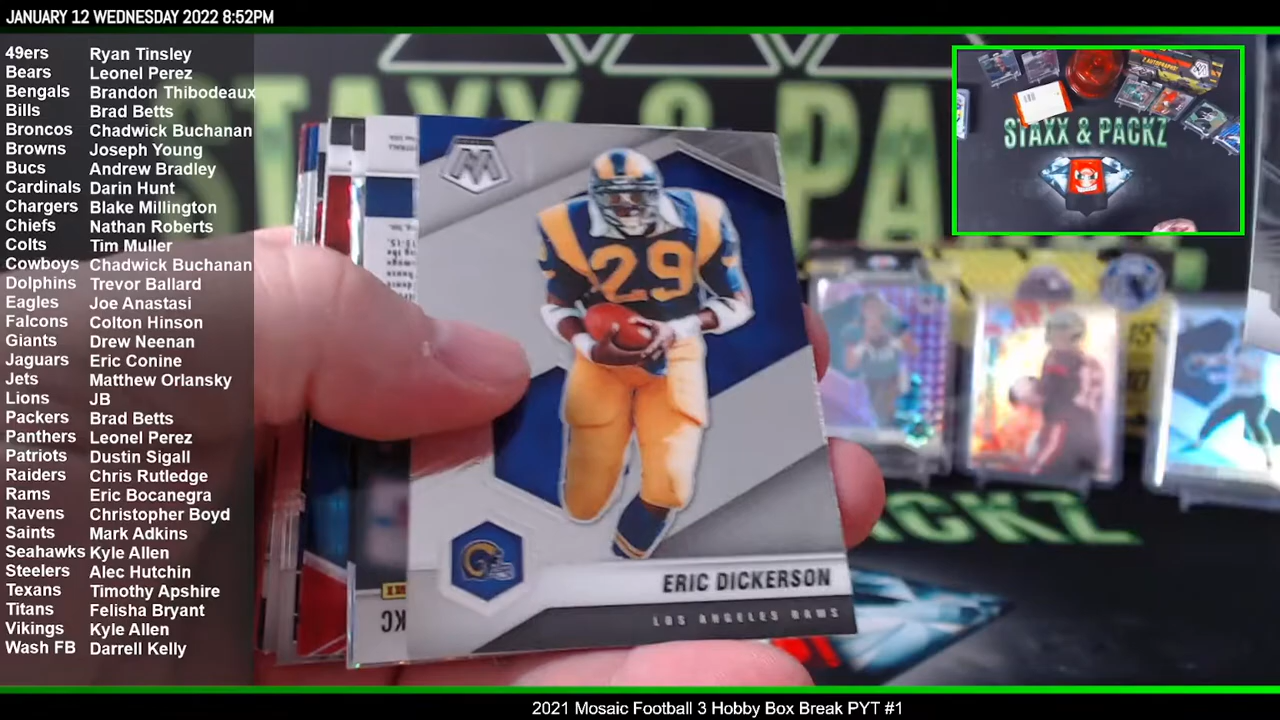 JANUARY 12 WEDNESDAY 2022 8:52PM
49ers Ryan Tinsley
Bears Leonel Perez
Bengals Brandon Thibodeaux
Bills Brad Betts
Broncos Chadwick Buchanan
Browns Joseph Young
Bucs Andrew Bradley
Cardinals Darin Hunt
Chargers Blake Millington
Chiefs Nathan Roberts
Colts Tim Muller
Cowboys Chadwick Buchanan
Dolphins Trevor Ballard
Eagles Joe Anastasi
Falcons Colton Hinson
Giants Drew Neenan
Jaguars Eric Conine
Jets Matthew Orlansky
Lions JB
Packers Brad Betts
Panthers Leonel Perez
Patriots Dustin Sigall
Raiders Chris Rutledge
Rams Eric Bocanegra
Ravens Christopher Boyd
Saints Mark Adkins
Seahawks Kyle Allen
Steelers Alec Hutchin
Texans Timothy Apshire
Titans Felisha Bryant
Vikings Kyle Allen
Wash FB Darrell Kelly
STAXX & PACKZ
STAXX & PACKZ
29
ERIC DICKERSON
LOS ANGELES RAMS
2021 Mosaic Football 3 Hobby Box Break PYT #1